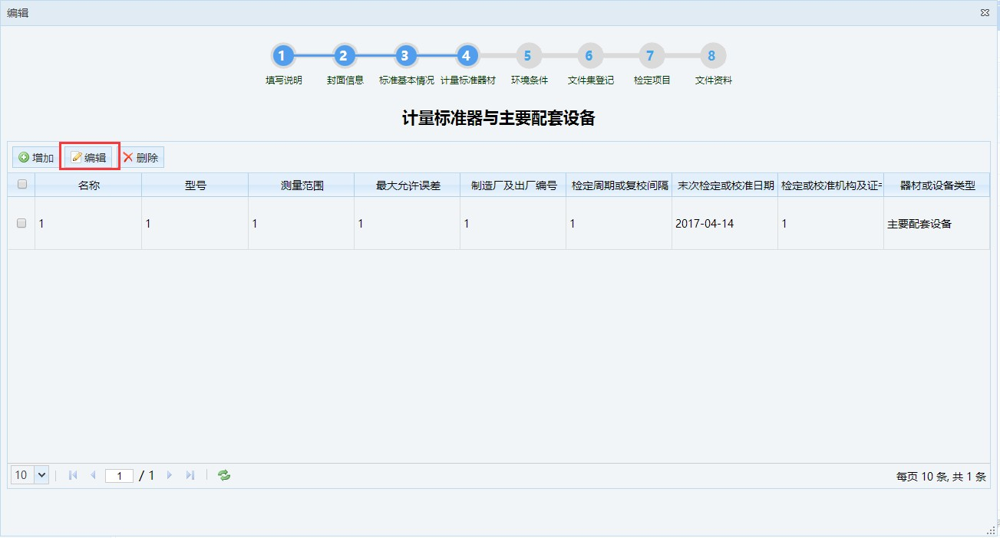 编辑
1 2 3 4 5 6 7 8
填写说明 封面信息 标准基本情况 计量标准器材 环境条件 文件集登记 检定项目 文件资料
计量标准器与主要配套设备
增加 编辑 删除
名称 型号 测量范围 最大允许误差 制造厂及出厂编号 检定周期或复校间隔 末次检定或校准日期 检定或校准机构及证 器材或设备类型
1 1 1 1 1 1 2017-04-14 1 主要配套设备
10 1 / 1 每页 10 条, 共 1 条